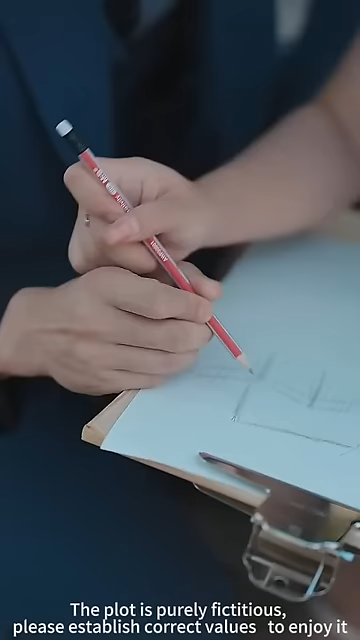 The plot is purely fictitious,
please establish correct values to enjoy it